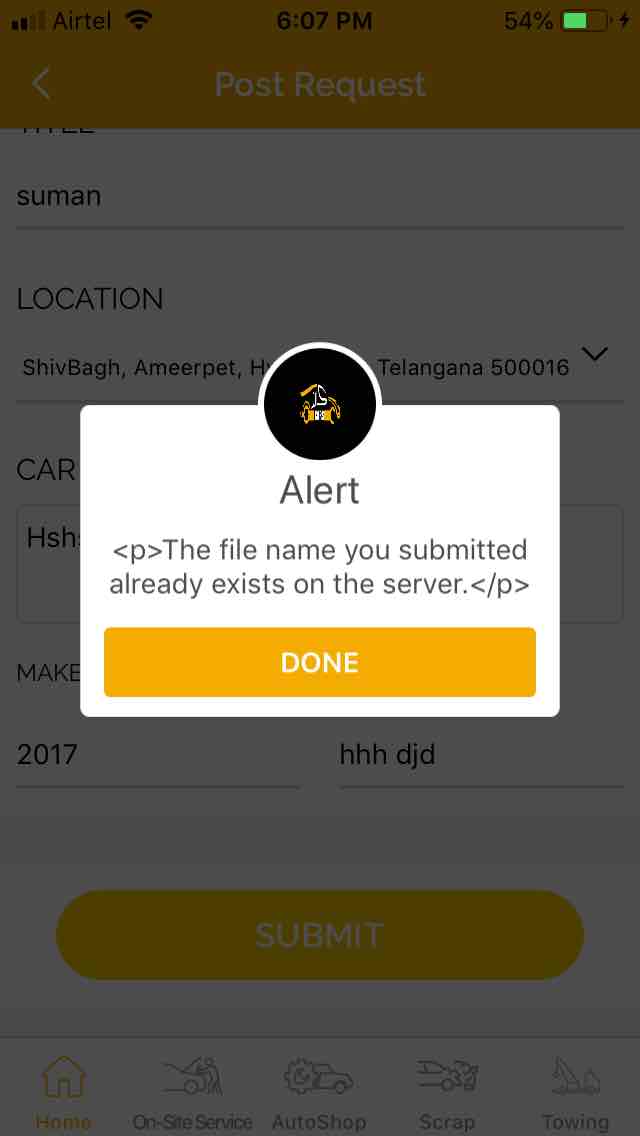 Airtel 6:07 PM 54%
Post Request
TITLE
suman
LOCATION
ShivBagh, Ameerpet, H Telangana 500016
CAR
Alert
Hsh
<p>The file name you submitted
already exists on the server.</p>
DONE
MAKE
2017 hhh djd
SUBMIT
Home On-Site Service AutoShop Scrap Towing